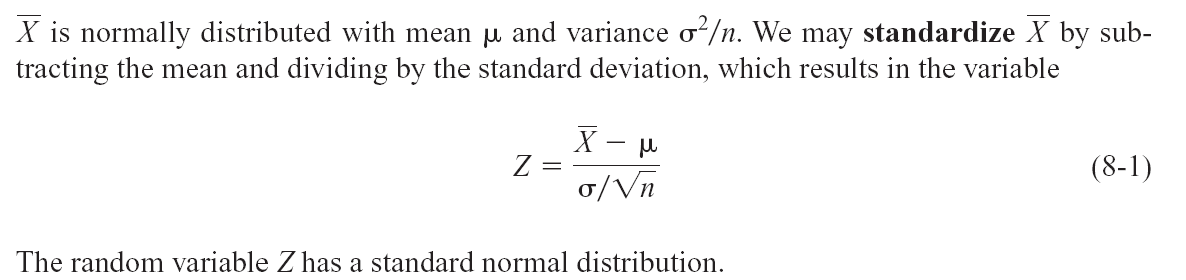 X̅ is normally distributed with mean μ and variance σ²/n. We may standardize X̅ by sub-
tracting the mean and dividing by the standard deviation, which results in the variable
Z = (X̅ − μ) / (σ/√n) (8-1)
The random variable Z has a standard normal distribution.